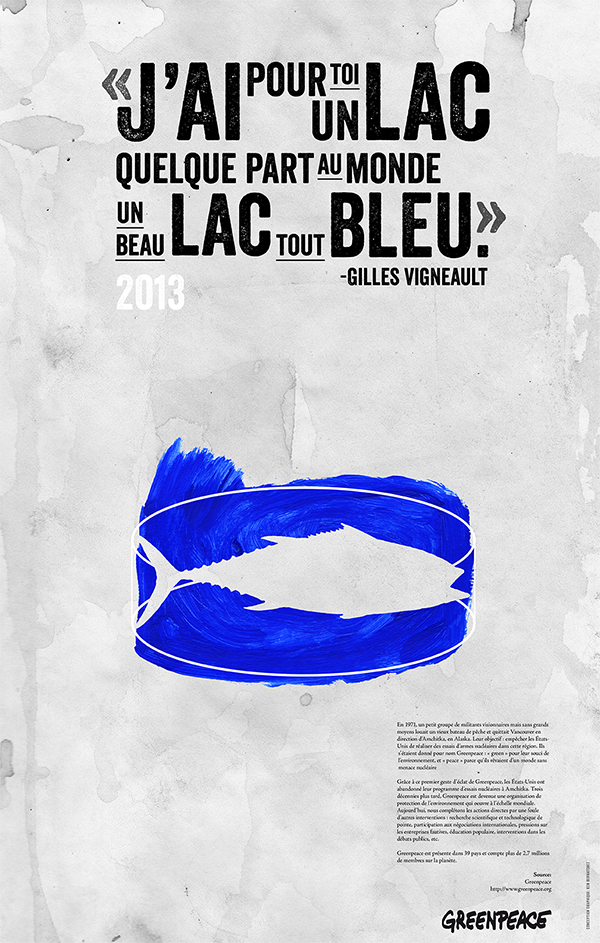 «J'AI POUR TOI UN LAC
QUELQUE PART AU MONDE
UN BEAU LAC TOUT BLEU.»
-GILLES VIGNEAULT
2013
En 1971, un petit groupe de militants visionnaires mais sans grands
moyens louait un vieux bateau de pêche et quittait Vancouver en
direction d'Amchitka, en Alaska. Leur objectif : empêcher les États-
Unis de réaliser des essais d'armes nucléaires dans cette région. Ils
s'étaient donné pour nom Greenpeace : « green » pour leur souci de
l'environnement, et « peace » parce qu'ils rêvaient d'un monde sans
menace nucléaire
Grâce à ce premier geste d'éclat de Greenpeace, les États-Unis ont
abandonné leur programme d'essais nucléaires à Amchitka. Trois
décennies plus tard, Greenpeace est devenue une organisation de
protection de l'environnement qui oeuvre à l'échelle mondiale.
Aujourd'hui, nous complétons les actions directes par une foule
d'autres interventions : recherche scientifique et technologique de
pointe, participation aux négociations internationales, pressions sur
les entreprises fautives, éducation populaire, interventions dans les
débats publics, etc.
Greenpeace est présente dans 39 pays et compte plus de 2,7 millions
de membres sur la planète.
Source:
Greenpeace
http://www.greenpeace.org
GREENPEACE
CONCEPTION GRAPHIQUE: